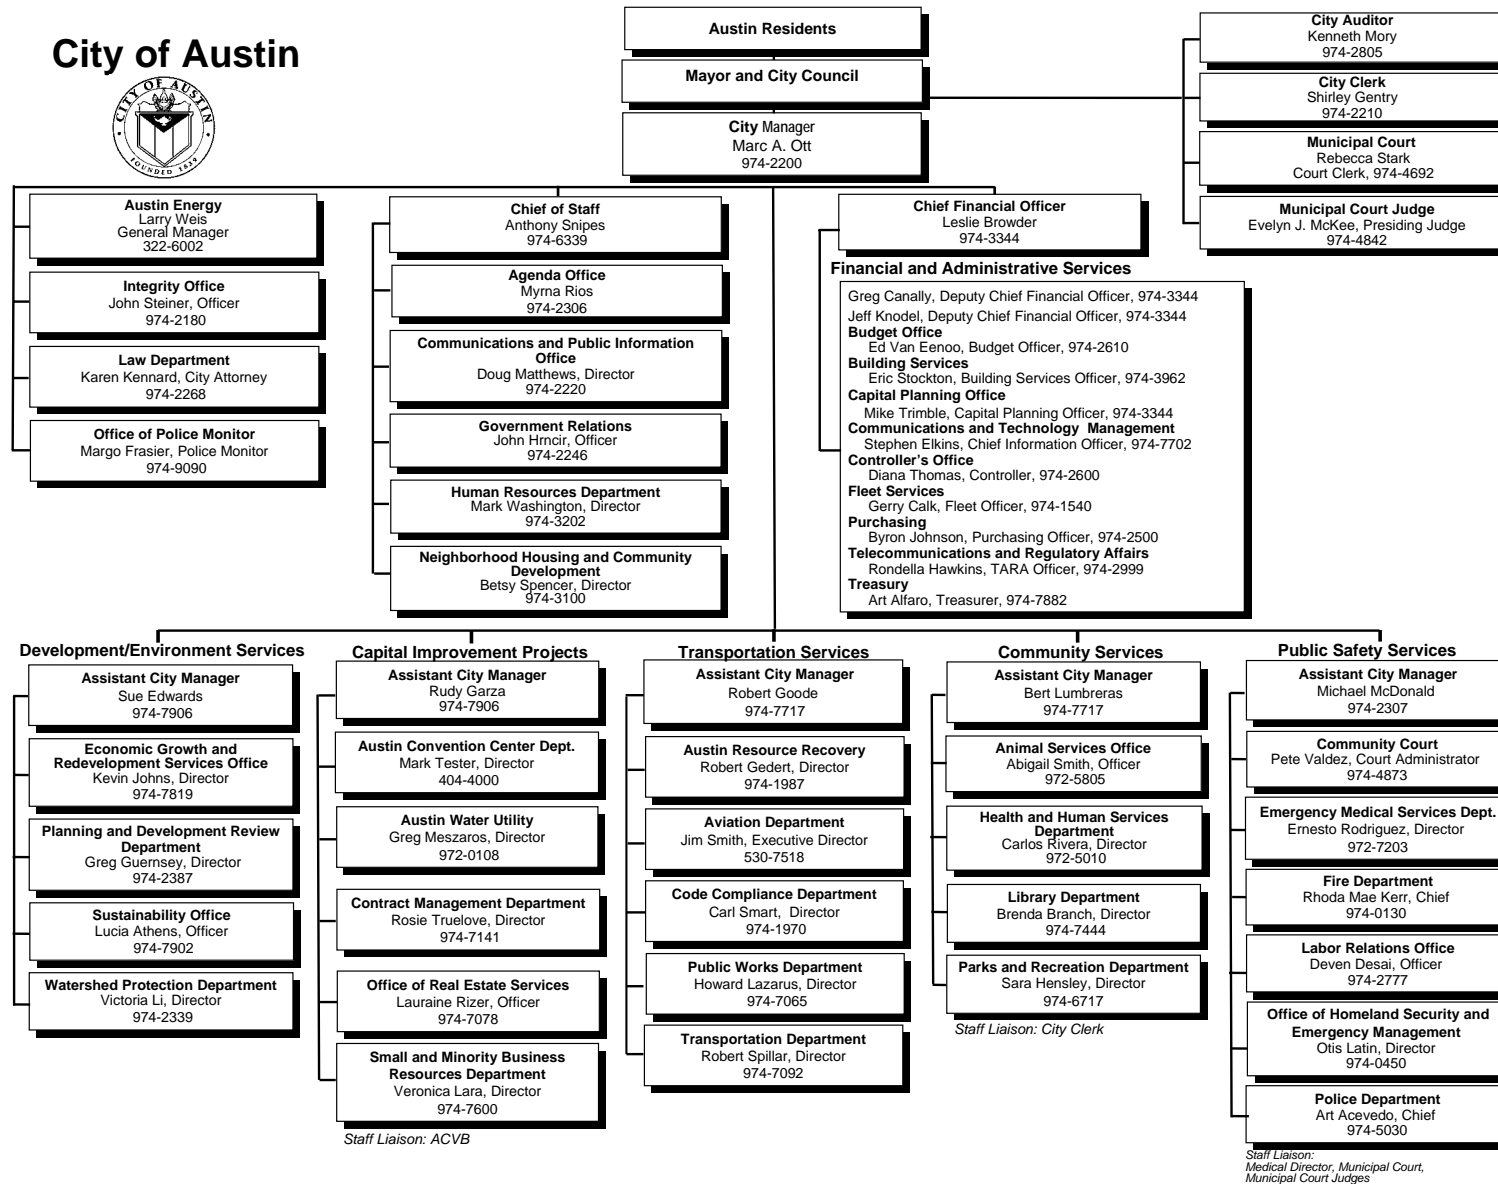 City of Austin
CITY OF AUSTIN
FOUNDED 1839
Austin Residents
Mayor and City Council
City Manager
Marc A. Ott
974-2200
City Auditor
Kenneth Mory
974-2805
City Clerk
Shirley Gentry
974-2210
Municipal Court
Rebecca Stark
Court Clerk, 974-4692
Municipal Court Judge
Evelyn J. McKee, Presiding Judge
974-4842
Austin Energy
Larry Weis
General Manager
322-6002
Integrity Office
John Steiner, Officer
974-2180
Law Department
Karen Kennard, City Attorney
974-2268
Office of Police Monitor
Margo Frasier, Police Monitor
974-9090
Chief of Staff
Anthony Snipes
974-6339
Agenda Office
Myrna Rios
974-2306
Communications and Public Information
Office
Doug Matthews, Director
974-2220
Government Relations
John Hrncir, Officer
974-2246
Human Resources Department
Mark Washington, Director
974-3202
Neighborhood Housing and Community
Development
Betsy Spencer, Director
974-3100
Chief Financial Officer
Leslie Browder
974-3344
Financial and Administrative Services
Greg Canally, Deputy Chief Financial Officer, 974-3344
Jeff Knodel, Deputy Chief Financial Officer, 974-3344
Budget Office
Ed Van Eenoo, Budget Officer, 974-2610
Building Services
Eric Stockton, Building Services Officer, 974-3962
Capital Planning Office
Mike Trimble, Capital Planning Officer, 974-3344
Communications and Technology Management
Stephen Elkins, Chief Information Officer, 974-7702
Controller's Office
Diana Thomas, Controller, 974-2600
Fleet Services
Gerry Calk, Fleet Officer, 974-1540
Purchasing
Byron Johnson, Purchasing Officer, 974-2500
Telecommunications and Regulatory Affairs
Rondella Hawkins, TARA Officer, 974-2999
Treasury
Art Alfaro, Treasurer, 974-7882
Development/Environment Services
Assistant City Manager
Sue Edwards
974-7906
Economic Growth and
Redevelopment Services Office
Kevin Johns, Director
974-7819
Planning and Development Review
Department
Greg Guernsey, Director
974-2387
Sustainability Office
Lucia Athens, Officer
974-7902
Watershed Protection Department
Victoria Li, Director
974-2339
Capital Improvement Projects
Assistant City Manager
Rudy Garza
974-7906
Austin Convention Center Dept.
Mark Tester, Director
404-4000
Austin Water Utility
Greg Meszaros, Director
972-0108
Contract Management Department
Rosie Truelove, Director
974-7141
Office of Real Estate Services
Lauraine Rizer, Officer
974-7078
Small and Minority Business
Resources Department
Veronica Lara, Director
974-7600
Staff Liaison: ACVB
Transportation Services
Assistant City Manager
Robert Goode
974-7717
Austin Resource Recovery
Robert Gedert, Director
974-1987
Aviation Department
Jim Smith, Executive Director
530-7518
Code Compliance Department
Carl Smart, Director
974-1970
Public Works Department
Howard Lazarus, Director
974-7065
Transportation Department
Robert Spillar, Director
974-7092
Community Services
Assistant City Manager
Bert Lumbreras
974-7717
Animal Services Office
Abigail Smith, Officer
972-5805
Health and Human Services
Department
Carlos Rivera, Director
972-5010
Library Department
Brenda Branch, Director
974-7444
Parks and Recreation Department
Sara Hensley, Director
974-6717
Staff Liaison: City Clerk
Public Safety Services
Assistant City Manager
Michael McDonald
974-2307
Community Court
Pete Valdez, Court Administrator
974-4873
Emergency Medical Services Dept.
Ernesto Rodriguez, Director
972-7203
Fire Department
Rhoda Mae Kerr, Chief
974-0130
Labor Relations Office
Deven Desai, Officer
974-2777
Office of Homeland Security and
Emergency Management
Otis Latin, Director
974-0450
Police Department
Art Acevedo, Chief
974-5030
Staff Liaison:
Medical Director, Municipal Court,
Municipal Court Judges